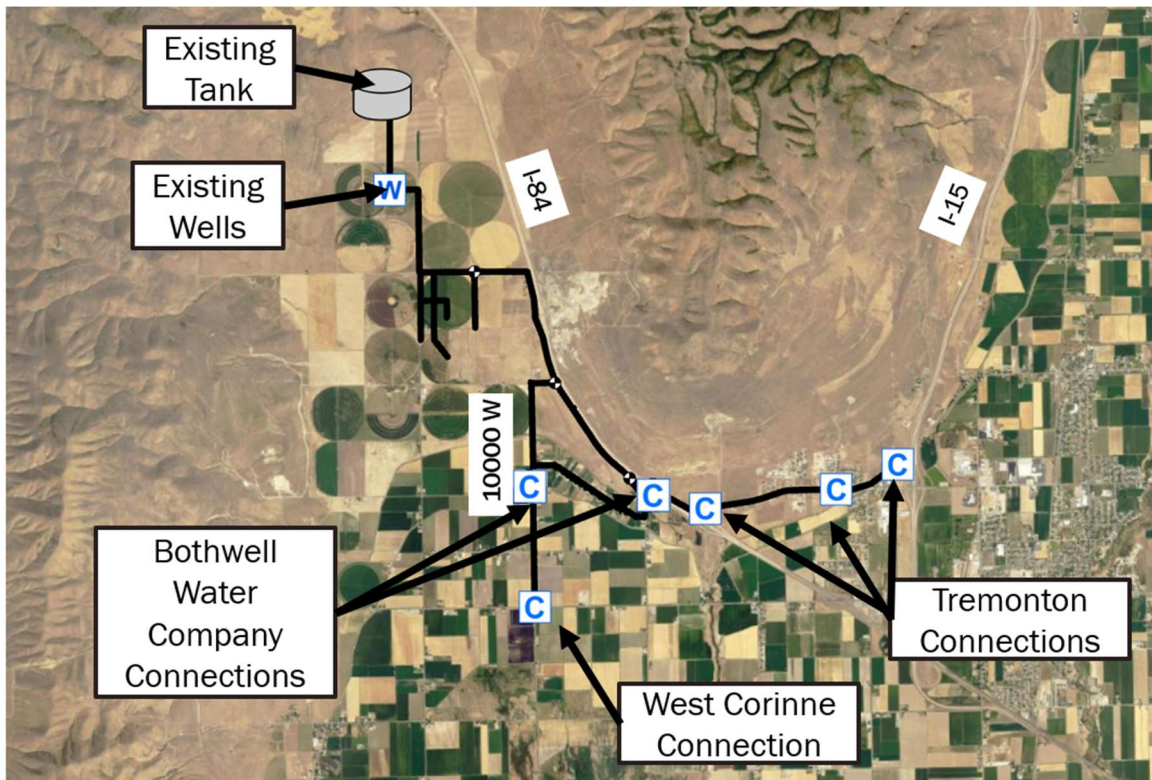 Existing
Tank
W
Existing
Wells
I-84
I-15
10000 W
C
C
C
C
C
C
Bothwell
Water
Company
Connections
Tremonton
Connections
West Corinne
Connection